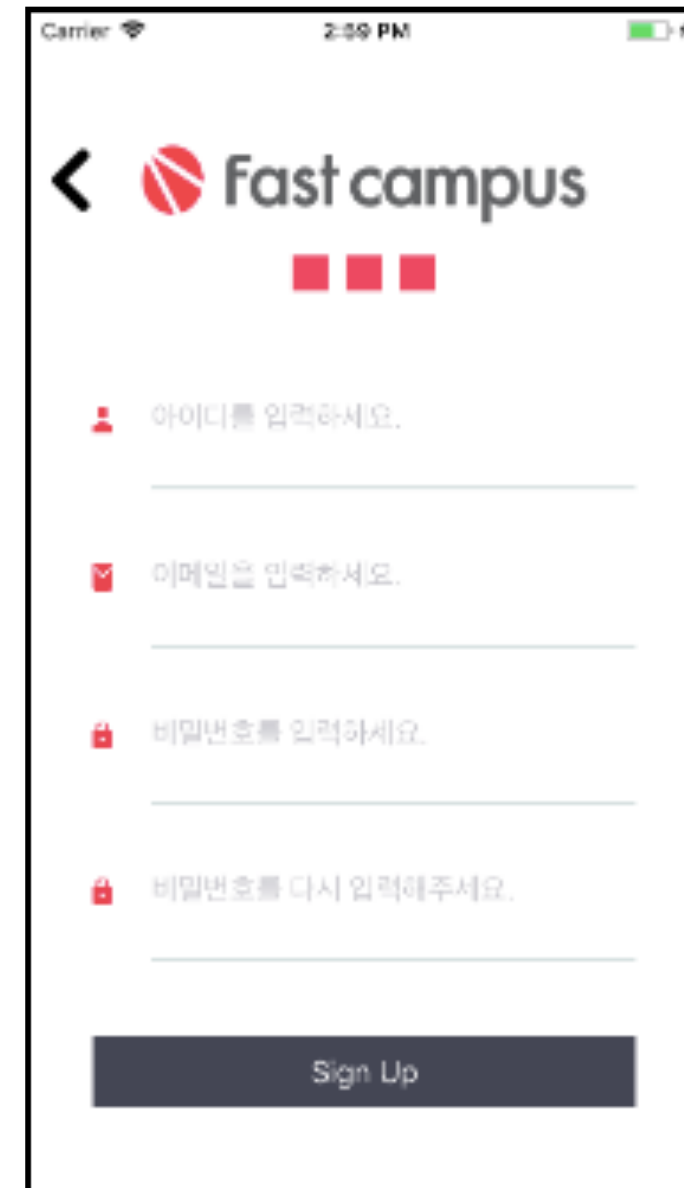 Carrier 2:59 PM
fast campus
아이디를 입력하세요.
이메일을 입력하세요.
비밀번호를 입력하세요.
비밀번호를 다시 입력해주세요.
Sign Up